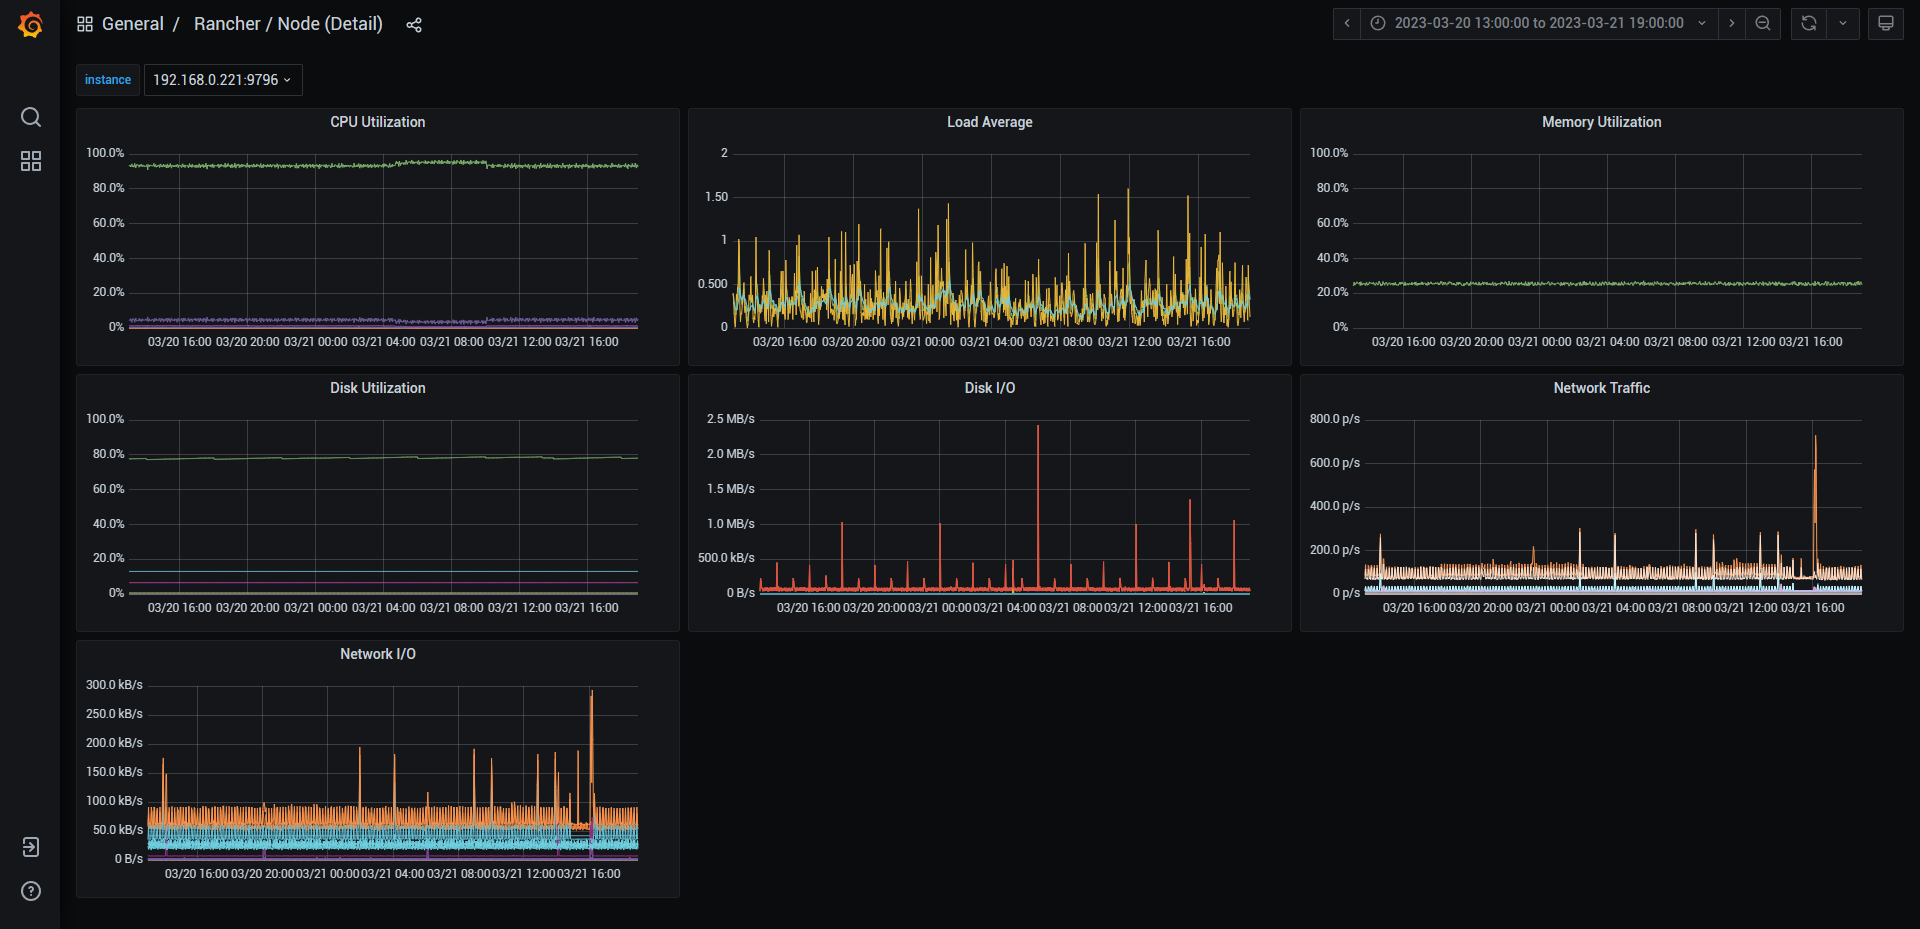 General / Rancher / Node (Detail)
2023-03-20 13:00:00 to 2023-03-21 19:00:00
instance 192.168.0.221:9796
CPU Utilization
100.0%
80.0%
60.0%
40.0%
20.0%
0%
03/20 16:00 03/20 20:00 03/21 00:00 03/21 04:00 03/21 08:00 03/21 12:00 03/21 16:00
Load Average
2
1.50
1
0.500
0
03/20 16:00 03/20 20:00 03/21 00:00 03/21 04:00 03/21 08:00 03/21 12:00 03/21 16:00
Memory Utilization
100.0%
80.0%
60.0%
40.0%
20.0%
0%
03/20 16:00 03/20 20:00 03/21 00:00 03/21 04:00 03/21 08:00 03/21 12:00 03/21 16:00
Disk Utilization
100.0%
80.0%
60.0%
40.0%
20.0%
0%
03/20 16:00 03/20 20:00 03/21 00:00 03/21 04:00 03/21 08:00 03/21 12:00 03/21 16:00
Disk I/O
2.5 MB/s
2.0 MB/s
1.5 MB/s
1.0 MB/s
500.0 kB/s
0 B/s
03/20 16:00 03/20 20:00 03/21 00:00 03/21 04:00 03/21 08:00 03/21 12:00 03/21 16:00
Network Traffic
800.0 p/s
600.0 p/s
400.0 p/s
200.0 p/s
0 p/s
03/20 16:00 03/20 20:00 03/21 00:00 03/21 04:00 03/21 08:00 03/21 12:00 03/21 16:00
Network I/O
300.0 kB/s
250.0 kB/s
200.0 kB/s
150.0 kB/s
100.0 kB/s
50.0 kB/s
0 B/s
03/20 16:00 03/20 20:00 03/21 00:00 03/21 04:00 03/21 08:00 03/21 12:00 03/21 16:00